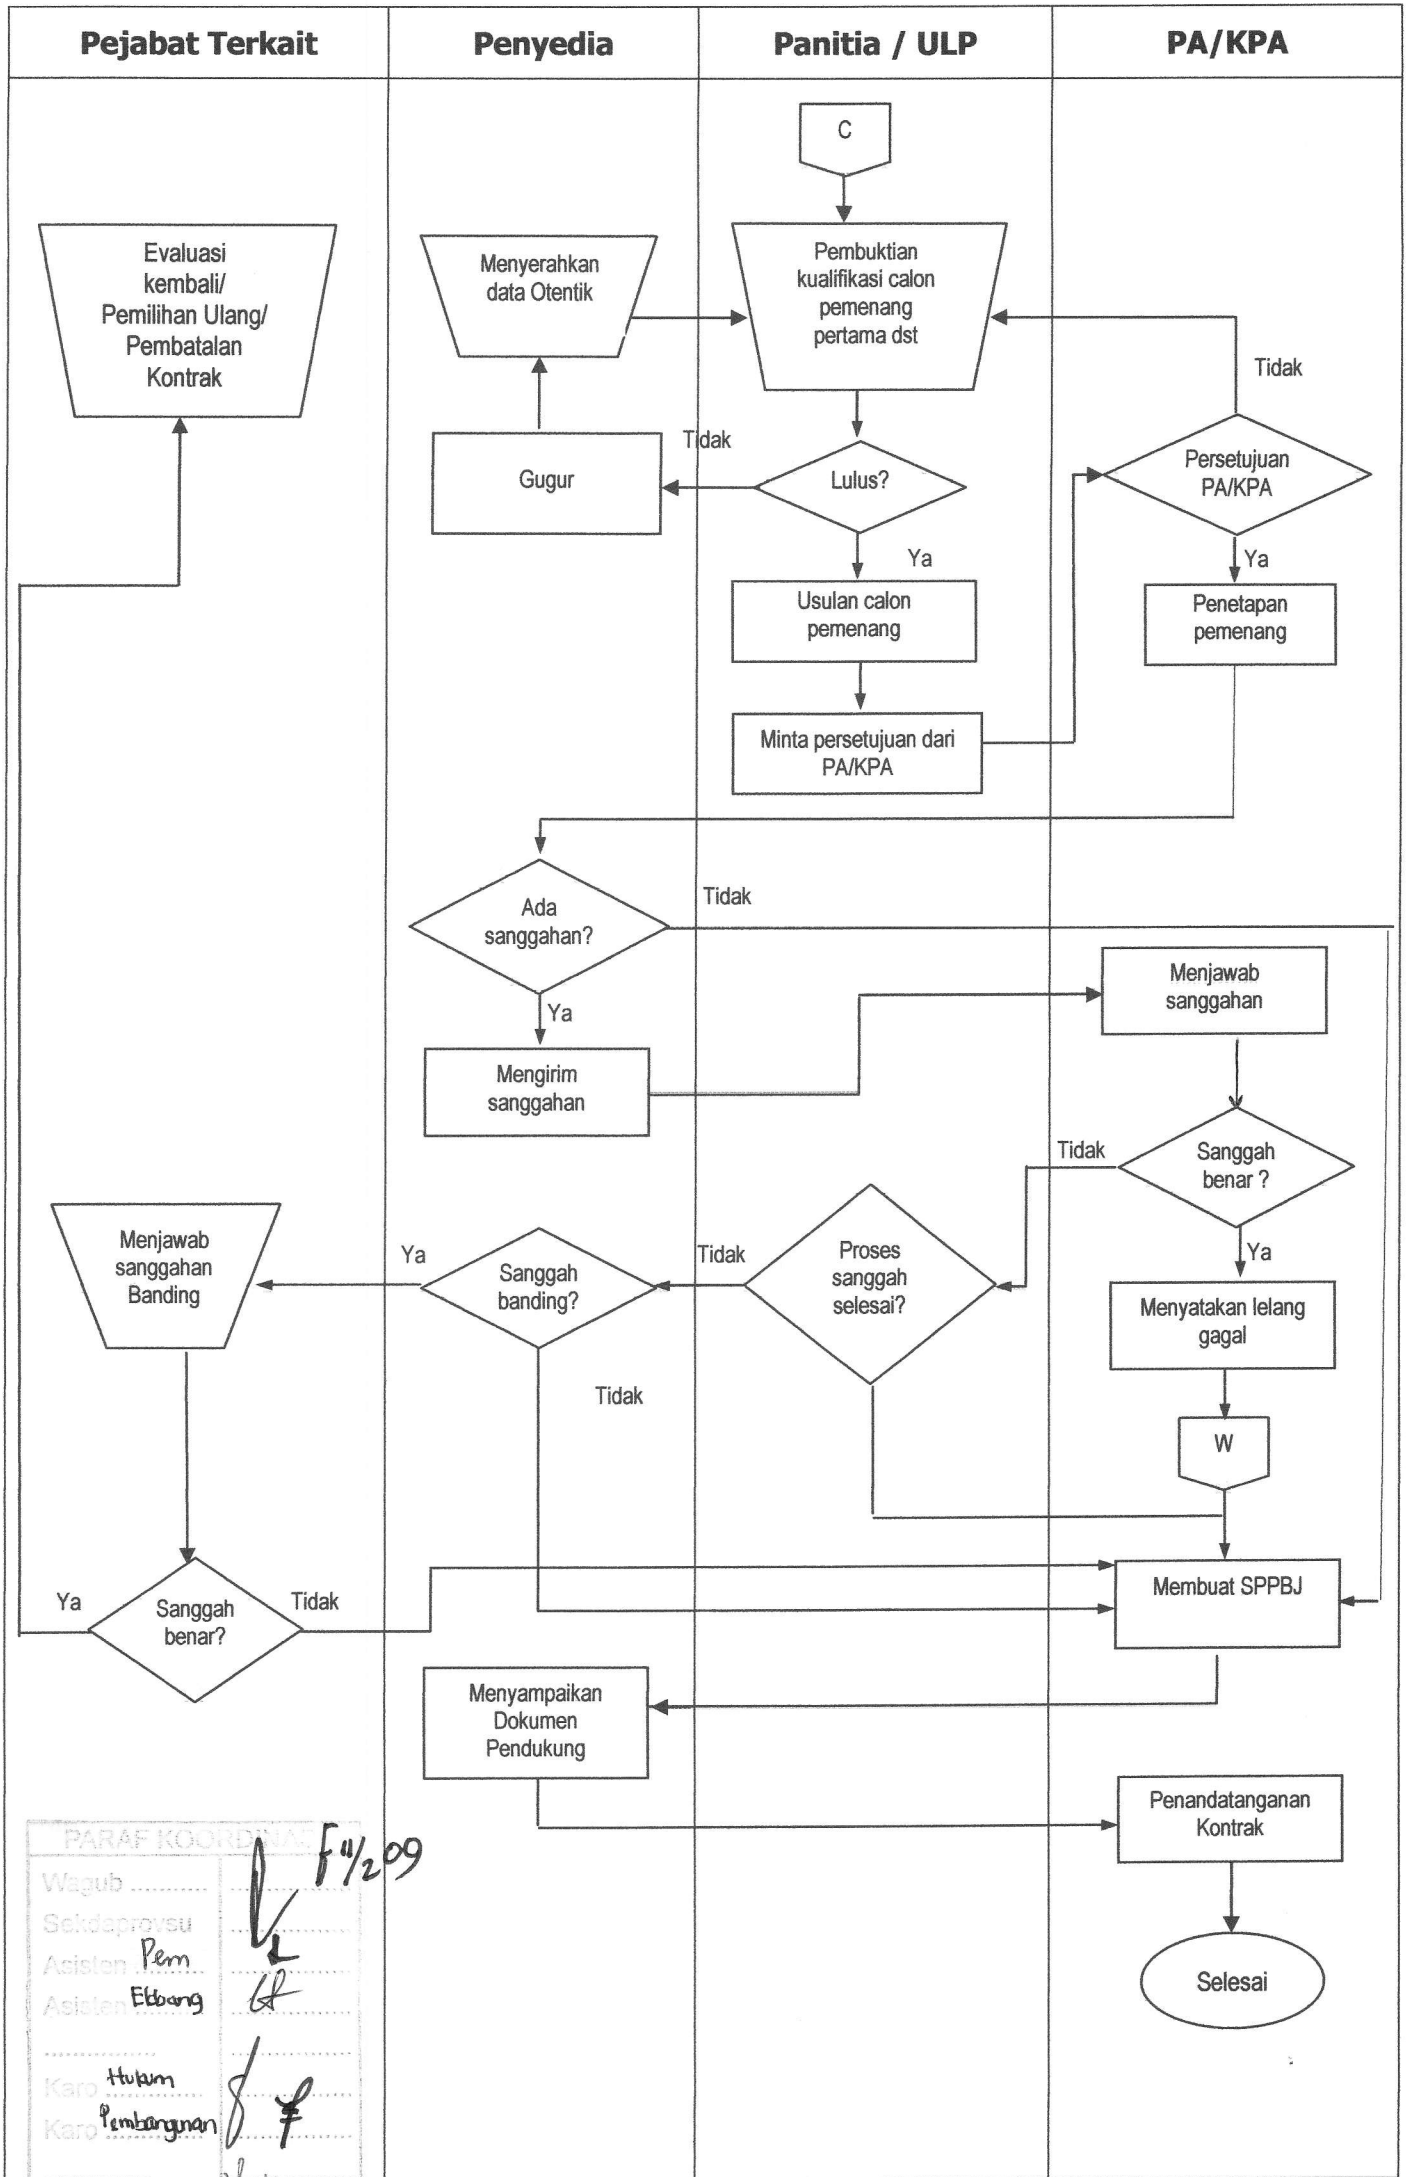 Pejabat Terkait
Penyedia
Panitia / ULP
PA/KPA
C
Evaluasi
kembali/
Pemilihan Ulang/
Pembatalan
Kontrak
Menyerahkan
data Otentik
Pembuktian
kualifikasi calon
pemenang
pertama dst
Tidak
Gugur
Tidak
Lulus?
Persetujuan
PA/KPA
Ya
Ya
Usulan calon
pemenang
Penetapan
pemenang
Minta persetujuan dari
PA/KPA
Ada
sanggahan?
Tidak
Ya
Menjawab
sanggahan
Mengirim
sanggahan
Tidak
Sanggah
benar ?
Ya
Menjawab
sanggahan
Banding
Ya
Sanggah
banding?
Tidak
Proses
sanggah
selesai?
Menyatakan lelang
gagal
Tidak
W
Membuat SPPBJ
Ya
Sanggah
benar?
Tidak
Menyampaikan
Dokumen
Pendukung
Penandatanganan
Kontrak
Selesai
PARAF KOORDINAS
Wagub ...........
Sekdaprovsu
Asisten Pem
Asisten Ekbang
Karo Hukum
Karo Pembangunan